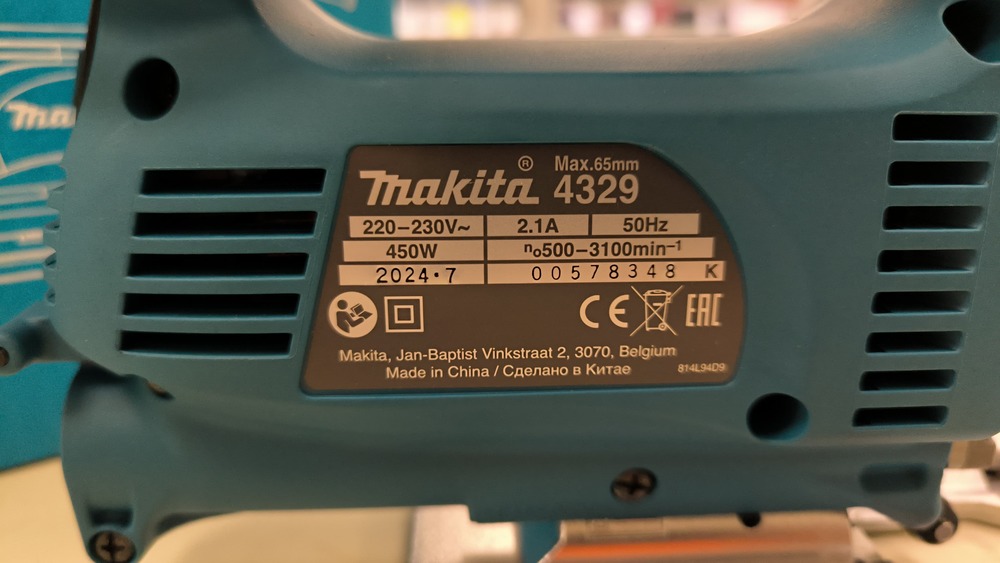 makita® Max.65mm
4329
220–230V~ 2.1A 50Hz
450W n₀500–3100min⁻¹
2024•7 00578348 K
CE EAC
Makita, Jan-Baptist Vinkstraat 2, 3070, Belgium
Made in China / Сделано в Китае
814L94D9